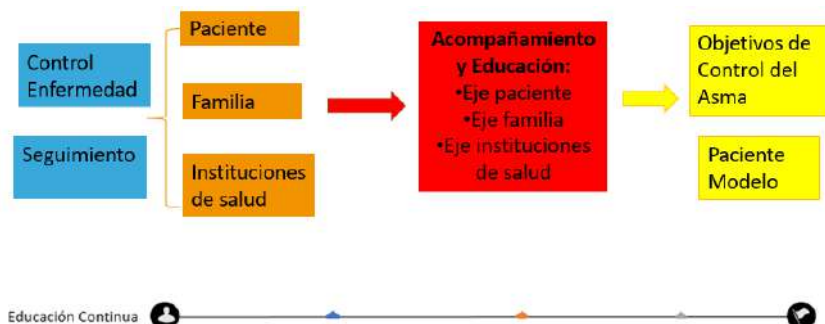 Control
Enfermedad
Seguimiento
Paciente
Familia
Instituciones
de salud
Acompañamiento
y Educación:
•Eje paciente
•Eje familia
•Eje instituciones
de salud
Objetivos de
Control del
Asma
Paciente
Modelo
Educación Continua